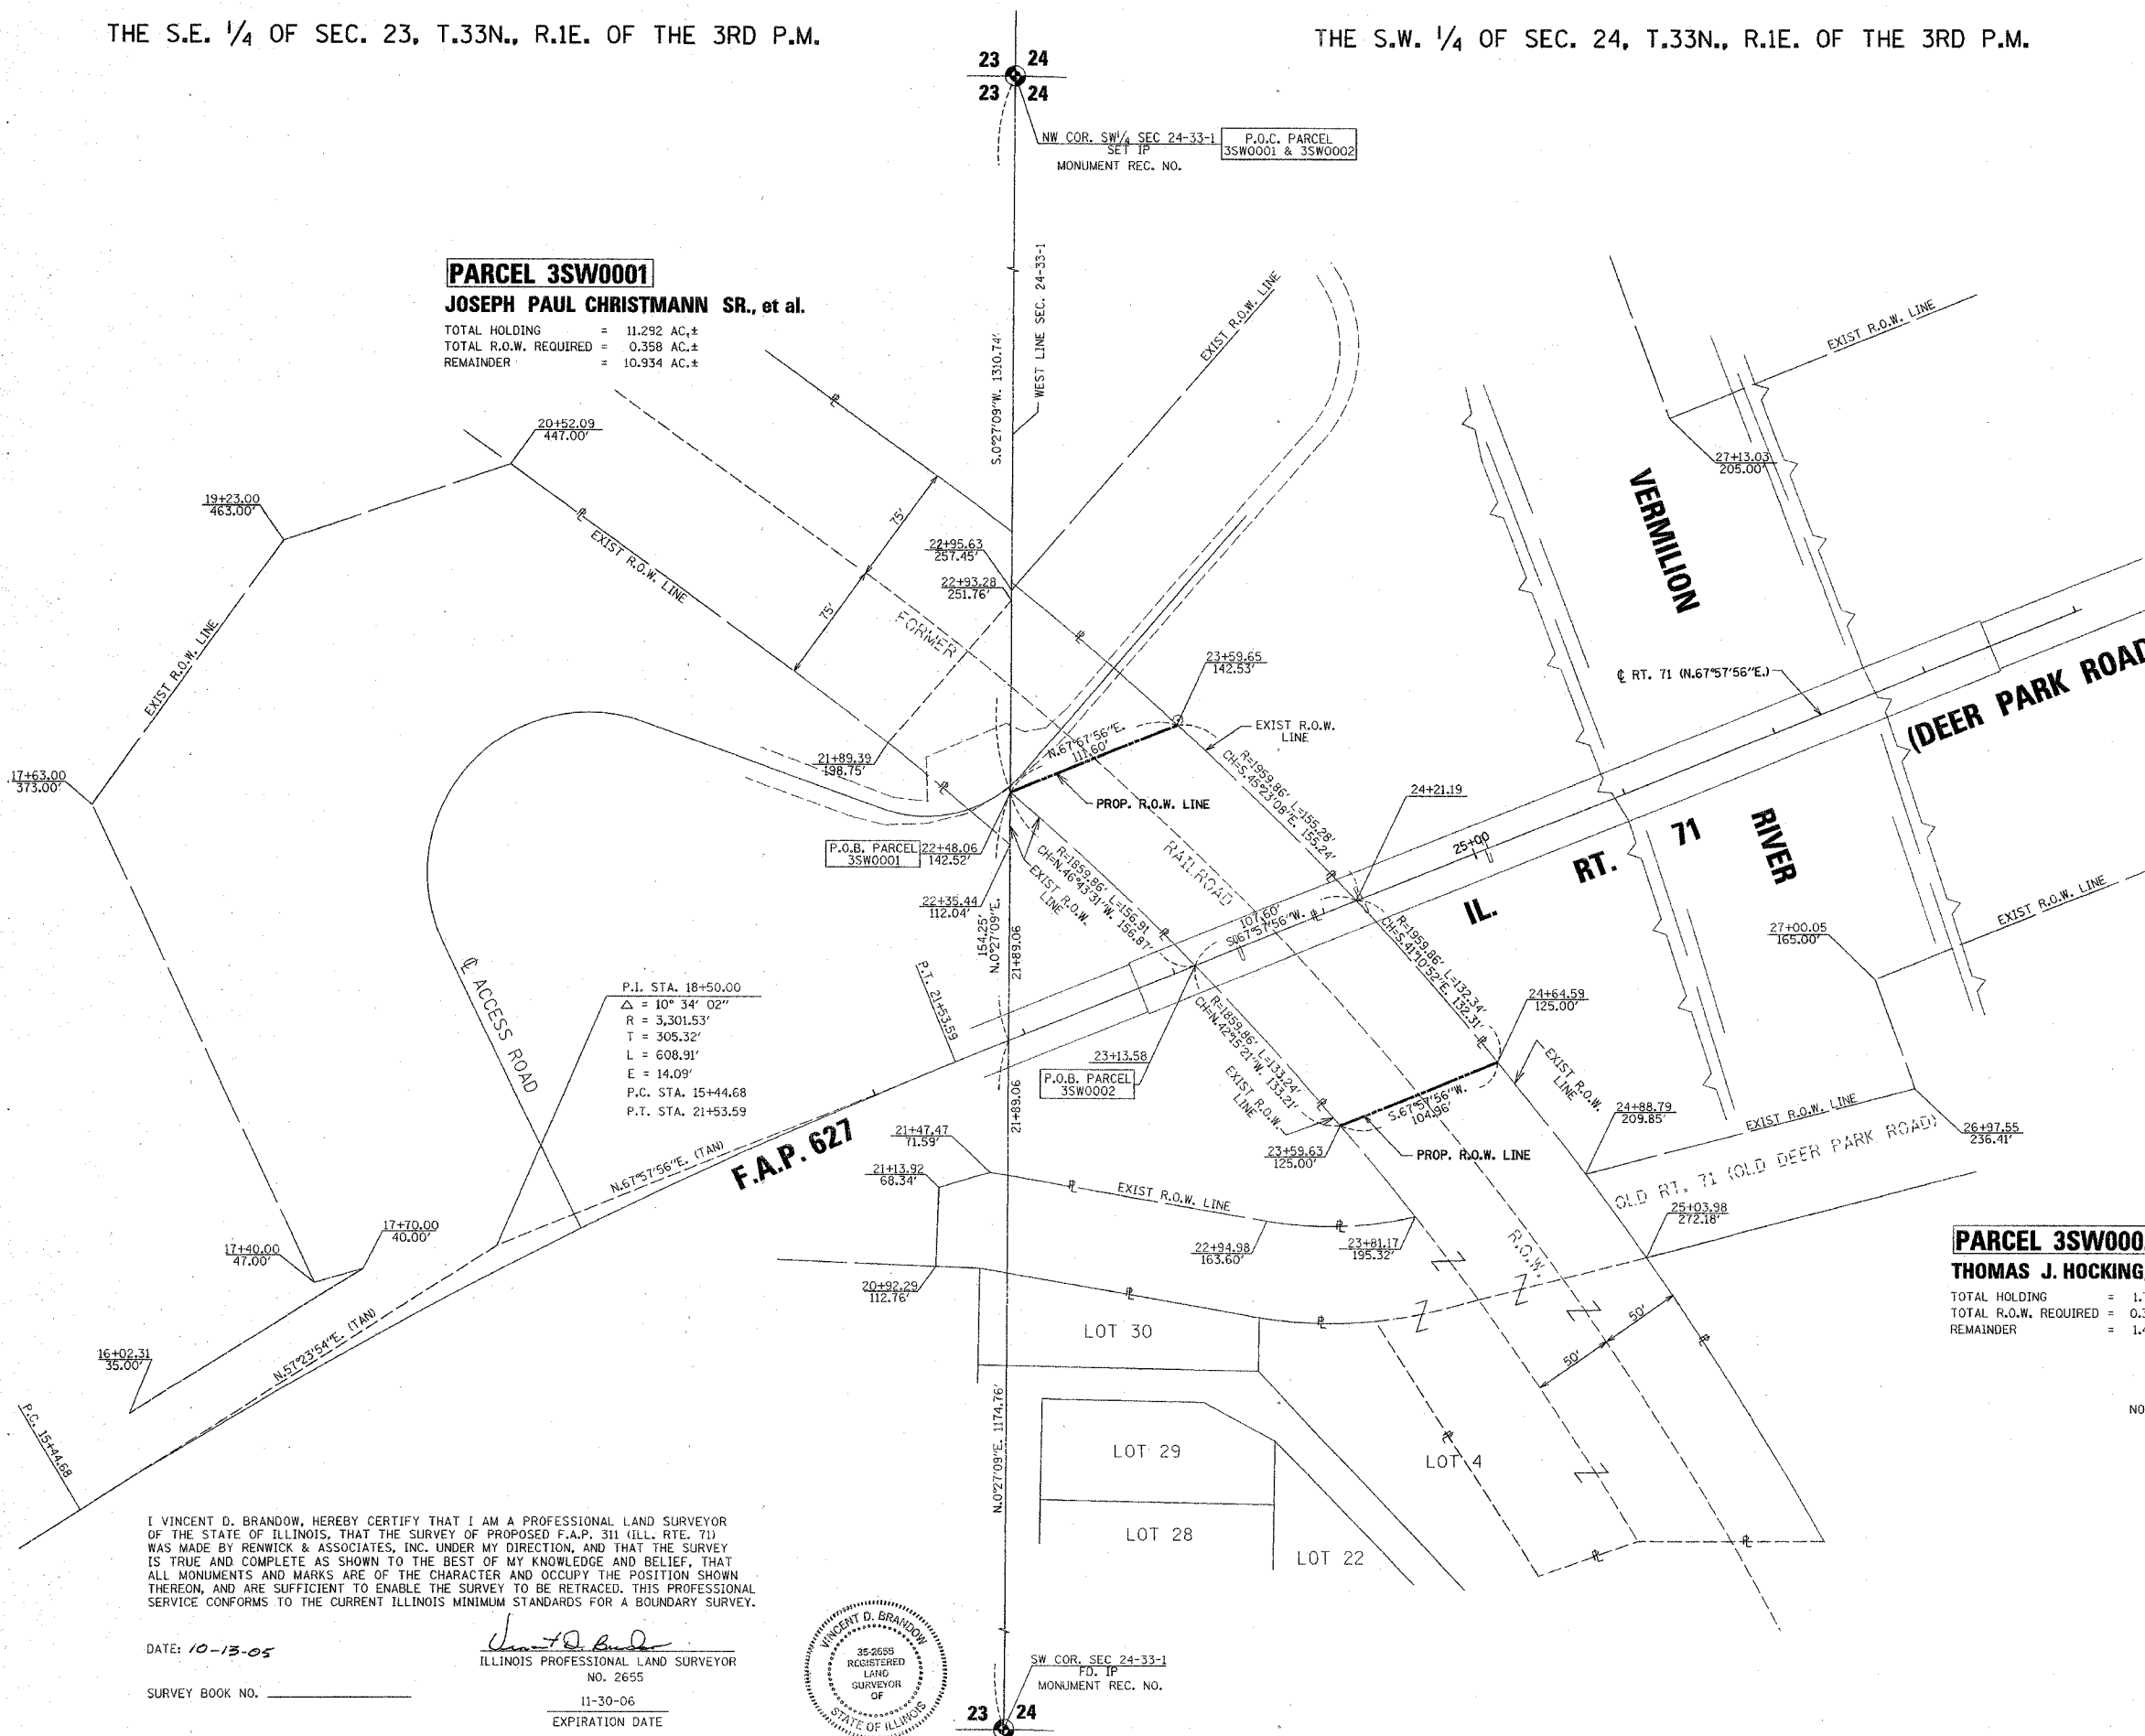 THE S.E. 1/4 OF SEC. 23, T.33N., R.1E. OF THE 3RD P.M.
THE S.W. 1/4 OF SEC. 24, T.33N., R.1E. OF THE 3RD P.M.
23 24
23 24
NW COR. SW1/4 SEC 24-33-1
SET IP
MONUMENT REC. NO.
P.O.C. PARCEL
3SW0001 & 3SW0002
PARCEL 3SW0001
JOSEPH PAUL CHRISTMANN SR., et al.
TOTAL HOLDING = 11.292 AC.±
TOTAL R.O.W. REQUIRED = 0.358 AC.±
REMAINDER = 10.934 AC.±
S.0°27'09"W. 1310.74'
WEST LINE SEC. 24-33-1
EXIST R.O.W. LINE
EXIST R.O.W. LINE
20+52.09
447.00'
19+23.00
463.00'
EXIST R.O.W. LINE
EXIST R.O.W. LINE
75'
75'
22+95.63
257.45'
22+93.28
251.76'
FORMER
27+13.03
205.00'
VERMILION
23+59.65
142.53'
EXIST R.O.W.
LINE
℄ RT. 71 (N.67°57'56"E.)
(DEER PARK ROAD
17+63.00
373.00'
21+89.39
198.75'
N.67°57'56"E.
111.60'
PROP. R.O.W. LINE
R=1959.86' L=155.28'
CH=S.45°23'08"E. 155.24'
24+21.19
25+00
P.O.B. PARCEL
3SW0001
22+48.06
142.52'
R=1859.86' L=156.91
CH=N.46°43'31"W. 156.87'
EXIST R.O.W.
LINE
RAILROAD
IL. RT. 71
RIVER
22+35.44
112.04'
154.25'
N.0°27'09"E.
21+89.06
107.60'
S067°57'56"W.
R=1959.86' L=132.34'
CH=S.41°10'52"E. 132.31'
27+00.05
165.00'
EXIST R.O.W. LINE
℄ ACCESS ROAD
P.I. STA. 18+50.00
Δ = 10° 34' 02"
R = 3,301.53'
T = 305.32'
L = 608.91'
E = 14.09'
P.C. STA. 15+44.68
P.T. STA. 21+53.59
P.T. 21+53.59
24+64.59
125.00'
23+13.58
P.O.B. PARCEL
3SW0002
R=1859.86' L=133.24'
CH=N.42°15'21"W. 133.21'
EXIST R.O.W.
LINE
EXIST R.O.W.
LINE
21+89.06
S.67°57'56"W.
104.96'
23+59.63
125.00'
PROP. R.O.W. LINE
24+88.79
209.85'
EXIST R.O.W. LINE
26+97.55
236.41'
OLD RT. 71 (OLD DEER PARK ROAD)
F.A.P. 627
N.67°57'56"E. (TAN)
21+47.47
71.59'
21+13.92
68.34'
EXIST R.O.W. LINE
25+03.98
272.18'
17+70.00
40.00'
17+40.00
47.00'
22+94.98
163.60'
23+81.17
195.32'
R.O.W.
PARCEL 3SW000
THOMAS J. HOCKING,
TOTAL HOLDING = 1.
TOTAL R.O.W. REQUIRED = 0.
REMAINDER = 1.
20+92.29
112.76'
LOT 30
50'
50'
16+02.31
35.00'
N.57°23'54"E. (TAN)
P.C. 15+44.68
N.0°27'09"E. 1174.76'
LOT 29
LOT 4
NO
LOT 28
LOT 22
I VINCENT D. BRANDOW, HEREBY CERTIFY THAT I AM A PROFESSIONAL LAND SURVEYOR
OF THE STATE OF ILLINOIS, THAT THE SURVEY OF PROPOSED F.A.P. 311 (ILL. RTE. 71)
WAS MADE BY RENWICK & ASSOCIATES, INC. UNDER MY DIRECTION, AND THAT THE SURVEY
IS TRUE AND COMPLETE AS SHOWN TO THE BEST OF MY KNOWLEDGE AND BELIEF, THAT
ALL MONUMENTS AND MARKS ARE OF THE CHARACTER AND OCCUPY THE POSITION SHOWN
THEREON, AND ARE SUFFICIENT TO ENABLE THE SURVEY TO BE RETRACED. THIS PROFESSIONAL
SERVICE CONFORMS TO THE CURRENT ILLINOIS MINIMUM STANDARDS FOR A BOUNDARY SURVEY.
DATE: 10-13-05
ILLINOIS PROFESSIONAL LAND SURVEYOR
NO. 2655
SURVEY BOOK NO.
11-30-06
EXPIRATION DATE
VINCENT D. BRANDOW
35-2655
REGISTERED
LAND
SURVEYOR
OF
STATE OF ILLINOIS
SW COR. SEC 24-33-1
FD. IP
MONUMENT REC. NO.
23 24